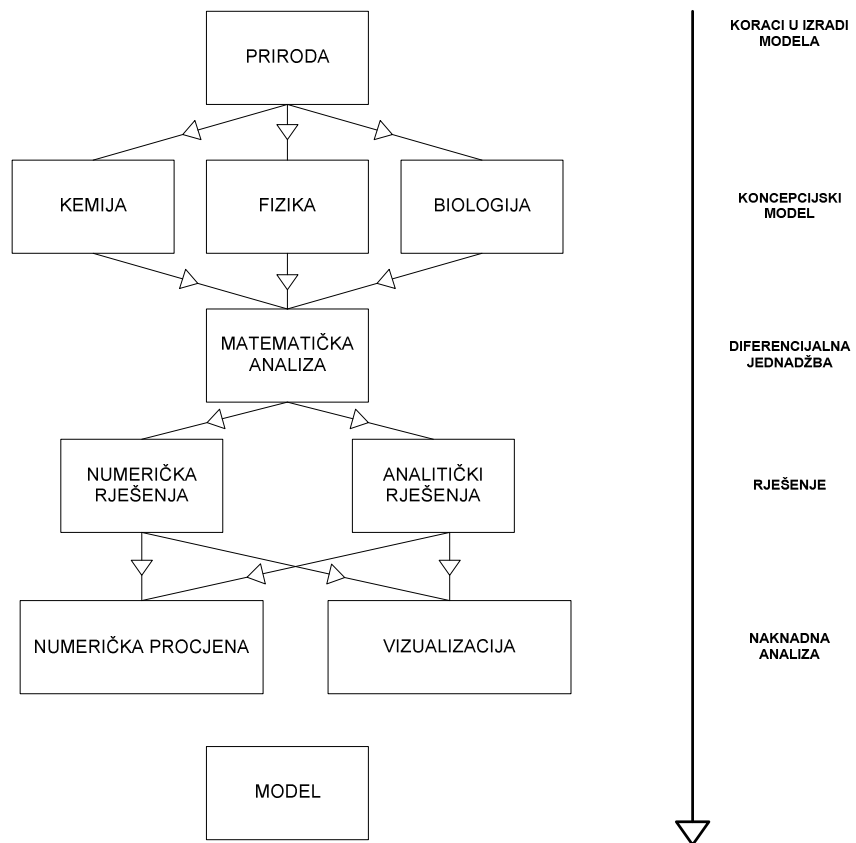 PRIRODA
KORACI U IZRADI
MODELA
KEMIJA
FIZIKA
BIOLOGIJA
KONCEPCIJSKI
MODEL
MATEMATIČKA
ANALIZA
DIFERENCIJALNA
JEDNADŽBA
NUMERIČKA
RJEŠENJA
ANALITIČKI
RJEŠENJA
RJEŠENJE
NUMERIČKA PROCJENA
VIZUALIZACIJA
NAKNADNA
ANALIZA
MODEL